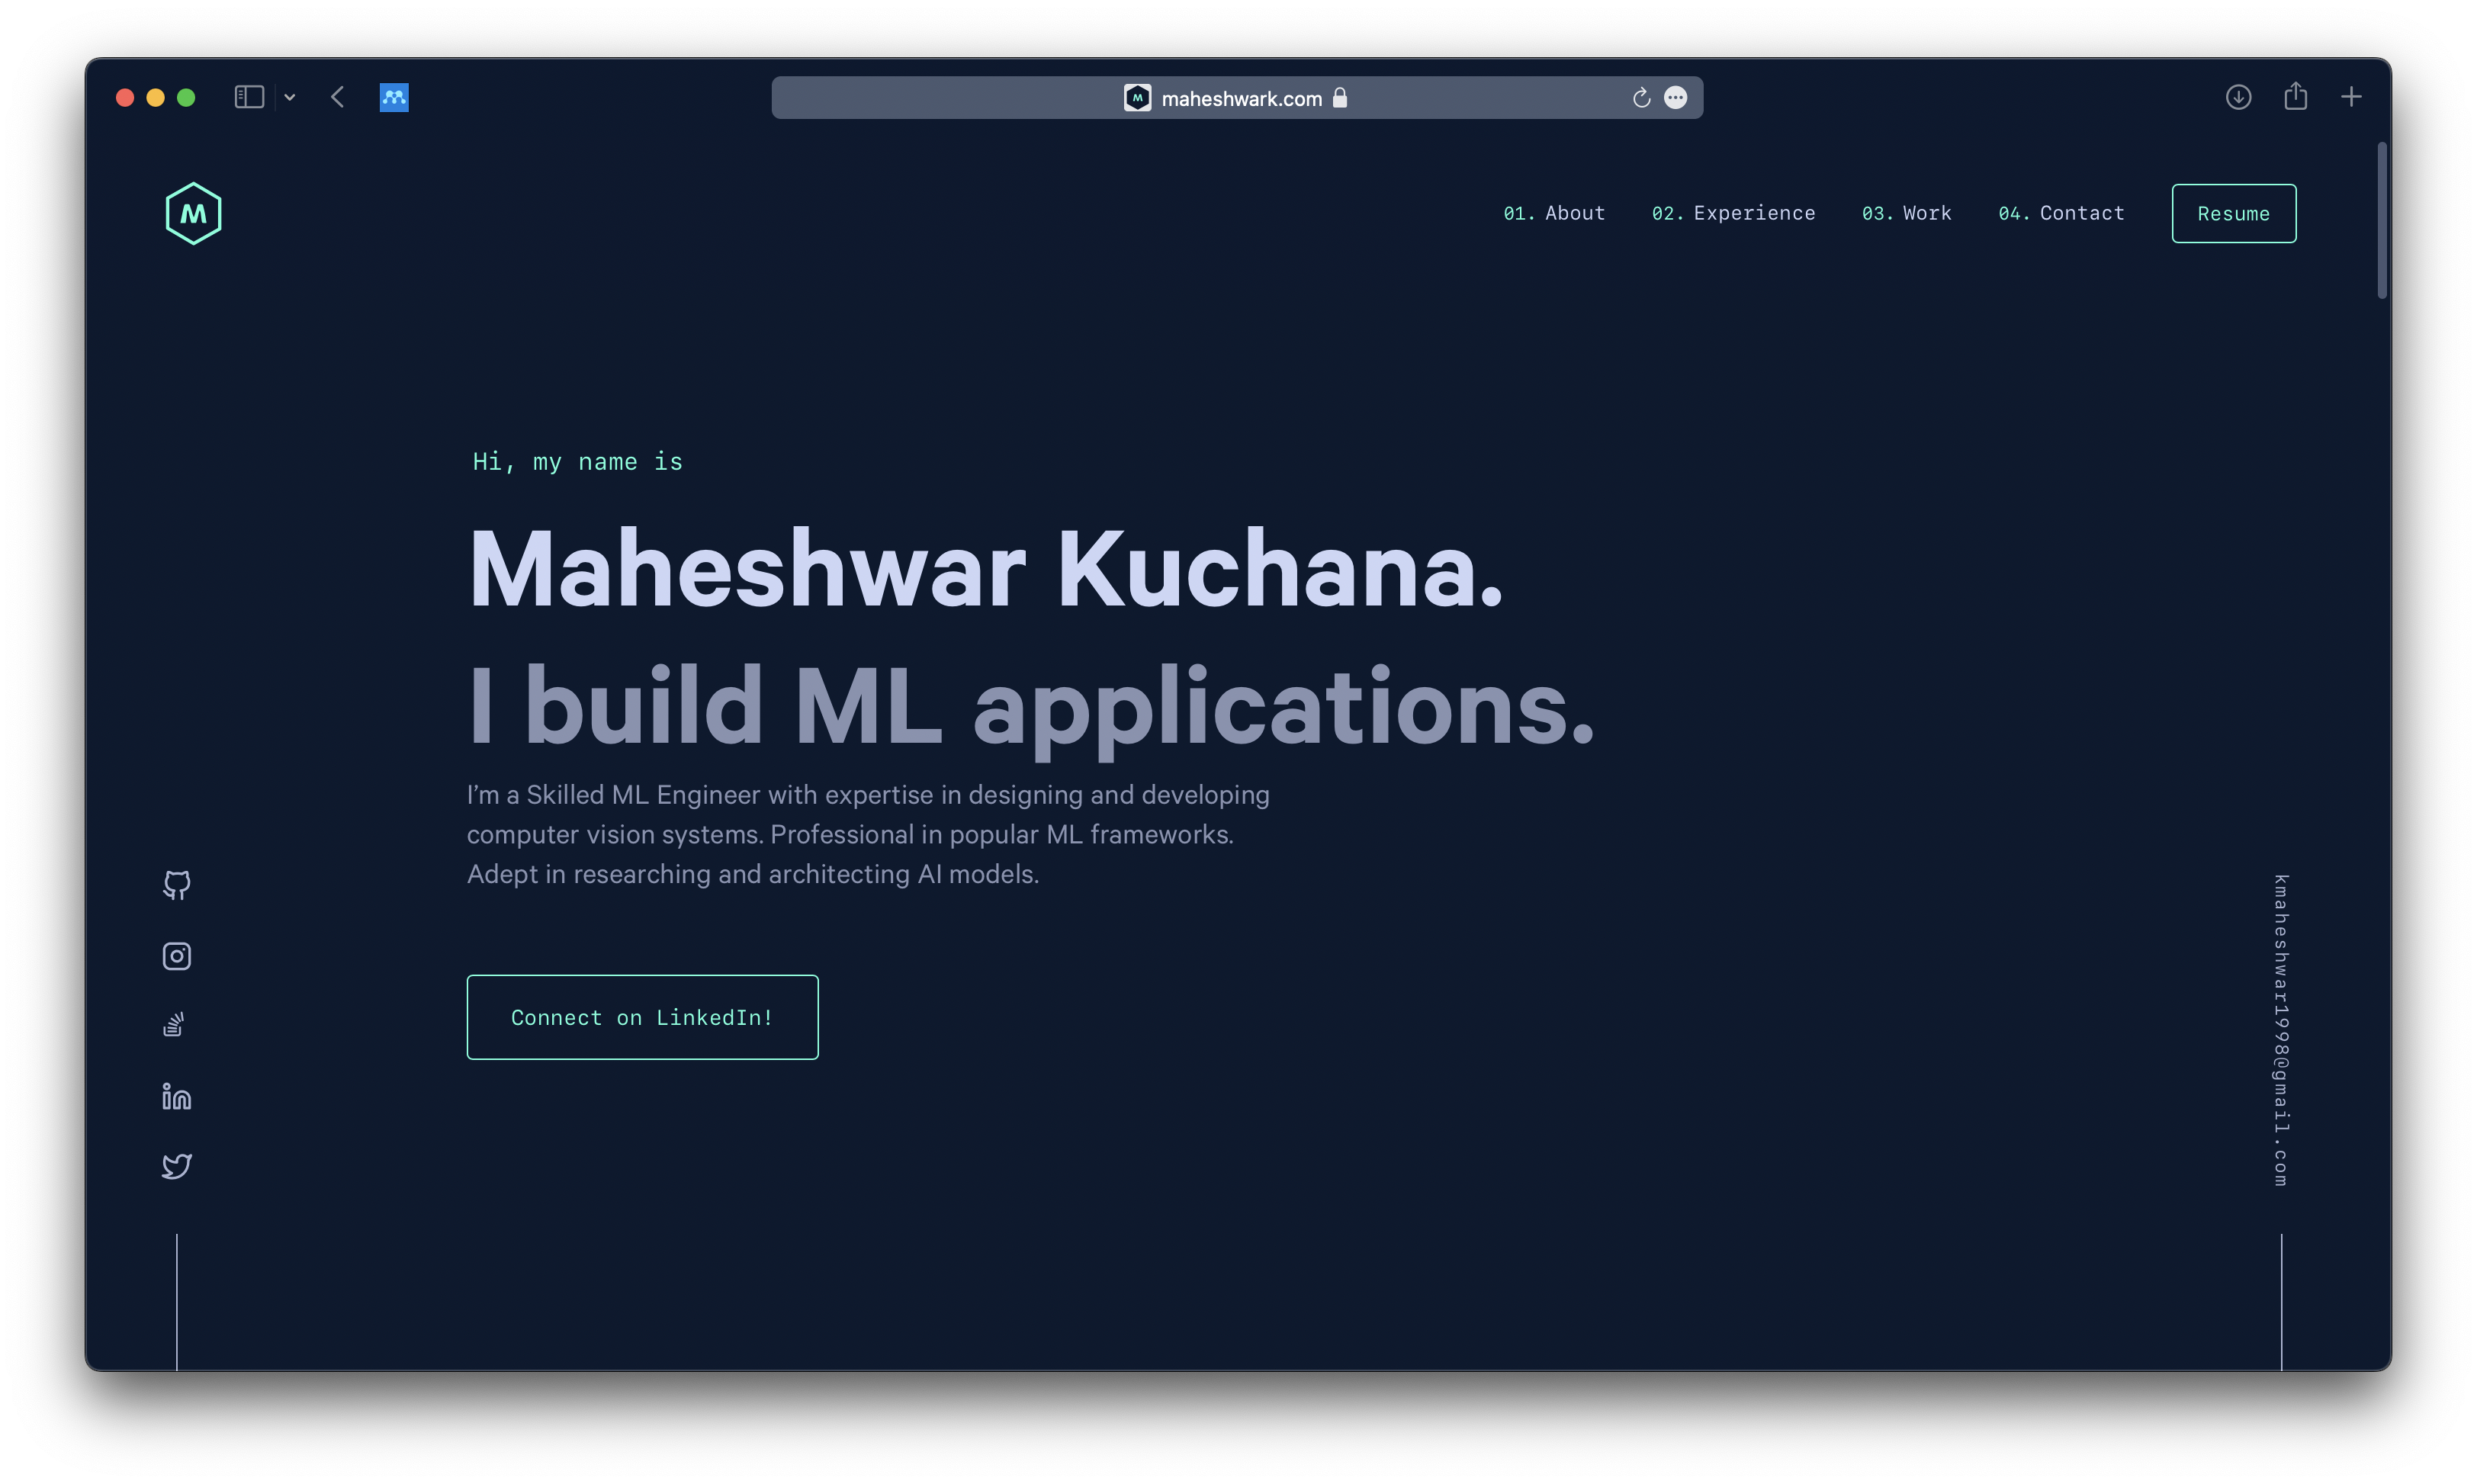 maheshwark.com
M
01. About 02. Experience 03. Work 04. Contact Resume
Hi, my name is
Maheshwar Kuchana.
I build ML applications.
I’m a Skilled ML Engineer with expertise in designing and developing
computer vision systems. Professional in popular ML frameworks.
Adept in researching and architecting AI models.
Connect on LinkedIn!
in
kmaheshwar1998@gmail.com